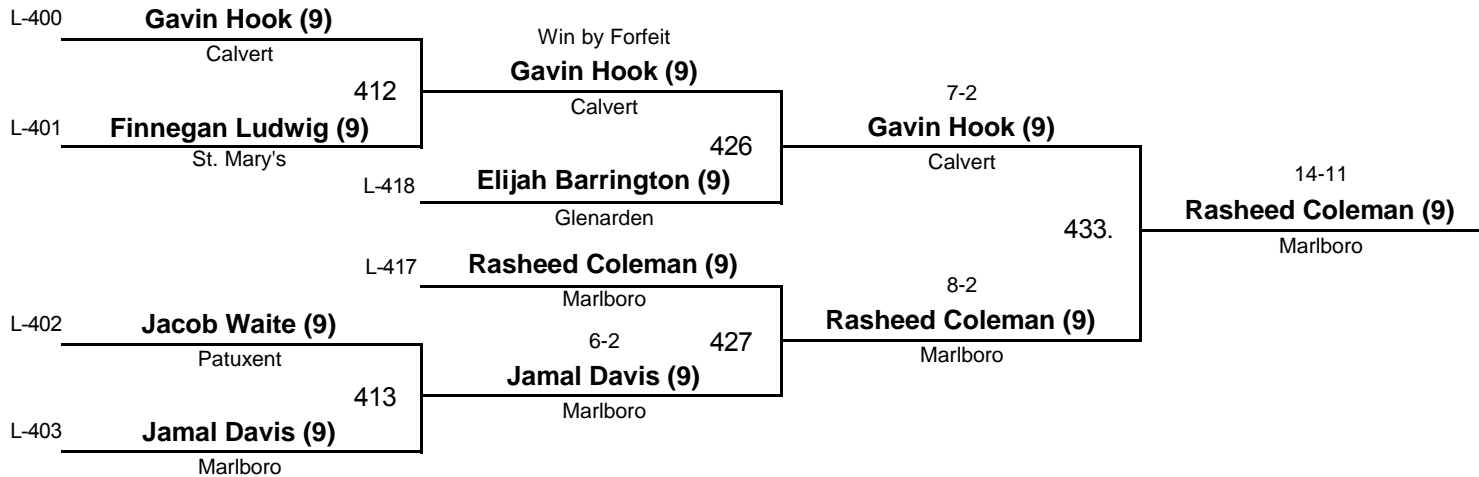 L-400
Gavin Hook (9)
Calvert
412
L-401
Finnegan Ludwig (9)
St. Mary's
Win by Forfeit
Gavin Hook (9)
Calvert
426
L-418
Elijah Barrington (9)
Glenarden
7-2
Gavin Hook (9)
Calvert
433.
14-11
Rasheed Coleman (9)
Marlboro
L-417
Rasheed Coleman (9)
Marlboro
8-2
Rasheed Coleman (9)
Marlboro
L-402
Jacob Waite (9)
Patuxent
413
6-2
427
Jamal Davis (9)
Marlboro
L-403
Jamal Davis (9)
Marlboro